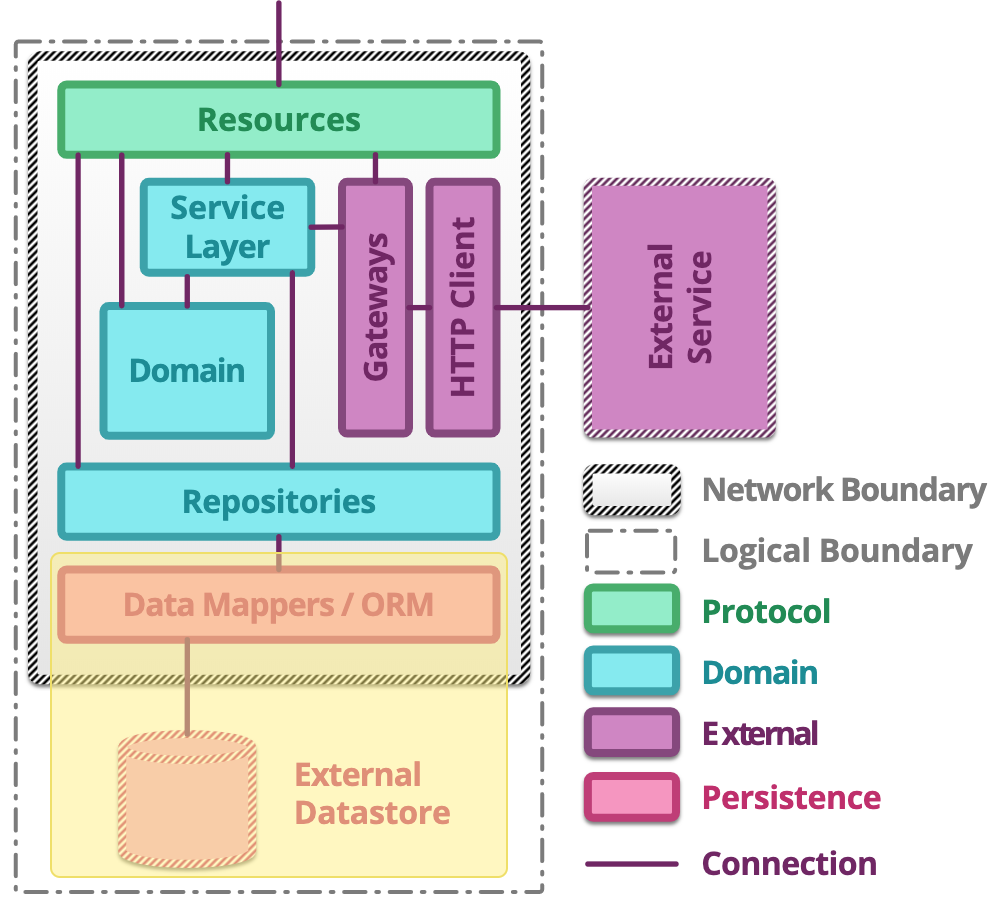 Resources
Service
Layer
Gateways
HTTP Client
External
Service
Domain
Repositories
Data Mappers / ORM
External
Datastore
Network Boundary
Logical Boundary
Protocol
Domain
External
Persistence
Connection